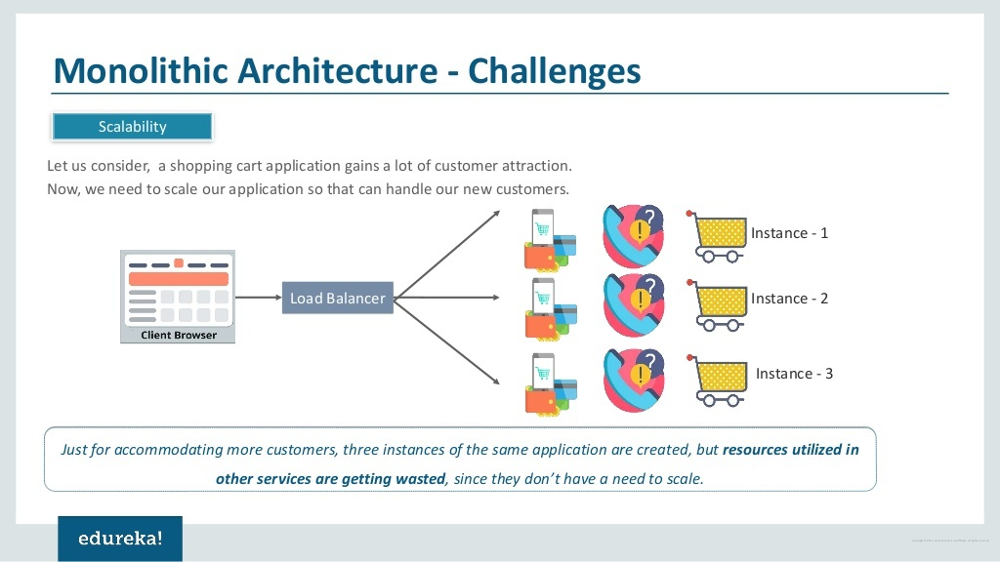 Monolithic Architecture - Challenges
Scalability
Let us consider,  a shopping cart application gains a lot of customer attraction.
Now, we need to scale our application so that can handle our new customers.
Client Browser
Load Balancer
Instance - 1
Instance - 2
Instance - 3
Just for accommodating more customers, three instances of the same application are created, but resources utilized in
other services are getting wasted, since they don’t have a need to scale.
edureka!